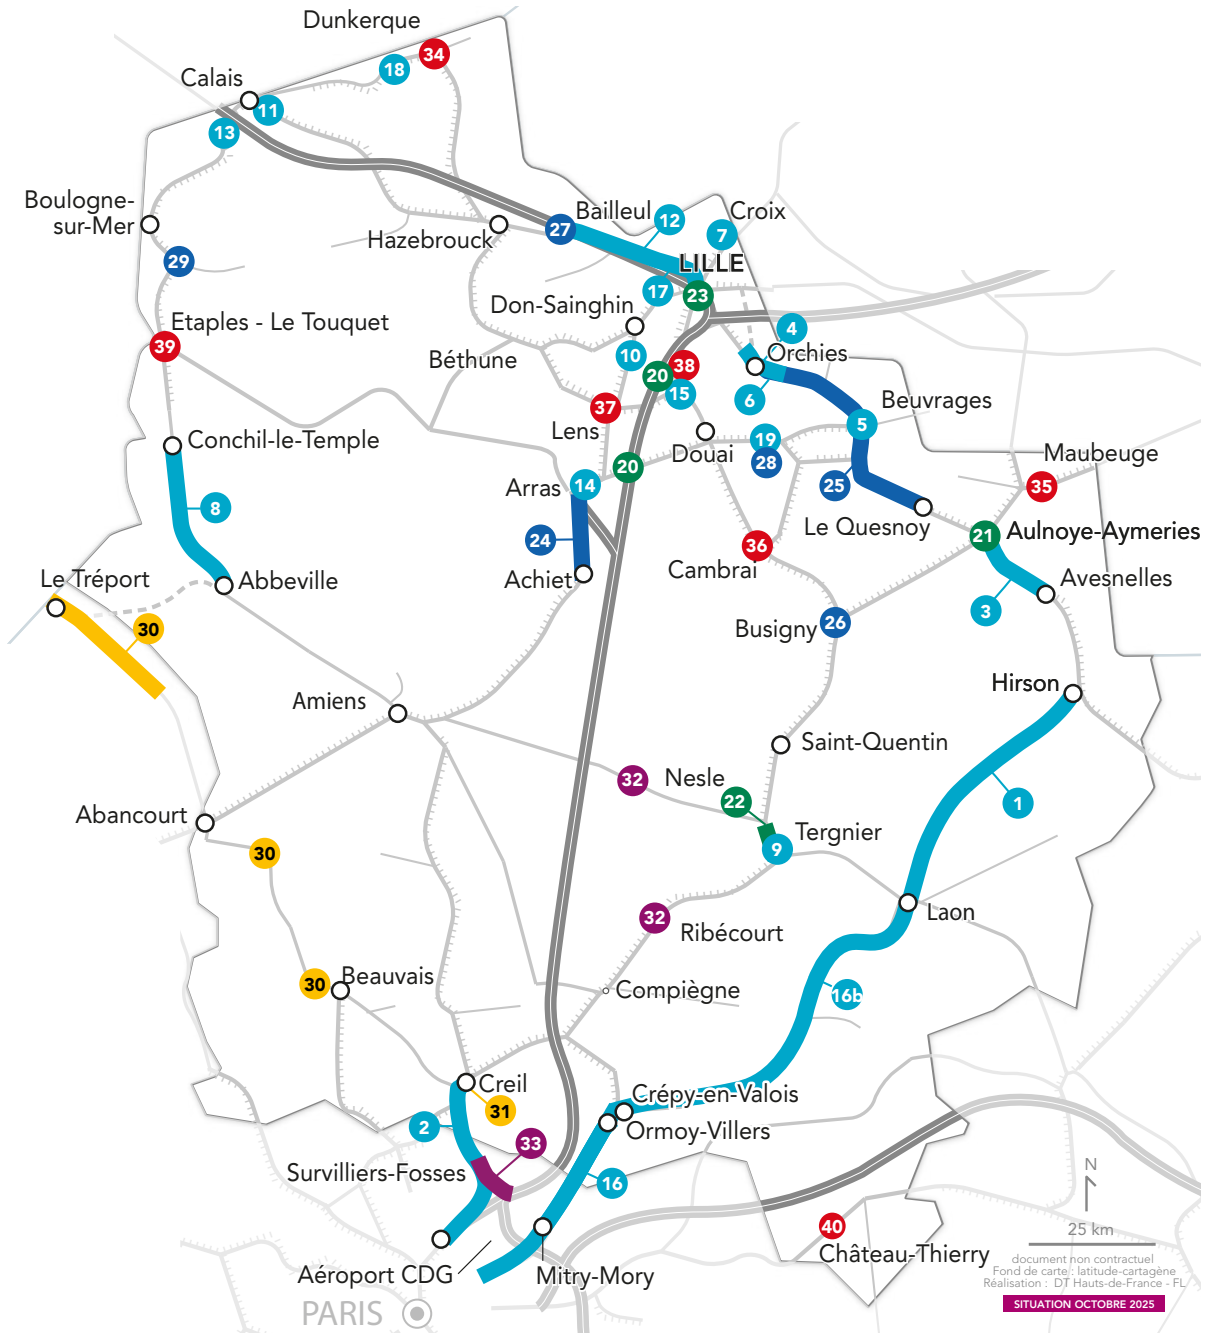 Dunkerque
34
18
Calais
11
13
Boulogne-
sur-Mer
Bailleul
12
Croix
7
27
Hazebrouck
29
LILLE
17
23
Don-Sainghin
Etaples - Le Touquet
39
4
Orchies
Béthune
10
20
38
15
6
37
Beuvrages
5
Lens
Conchil-le-Temple
Douai
19
28
Maubeuge
20
14
Arras
25
35
8
Le Quesnoy
21
Aulnoye-Aymeries
24
36
Cambrai
Achiet
Le Tréport
Abbeville
Avesnelles
3
30
Busigny
26
Hirson
Amiens
Saint-Quentin
32
Nesle
22
1
Abancourt
Tergnier
9
30
Laon
32
Ribécourt
Beauvais
30
Compiègne
16b
Creil
31
Crépy-en-Valois
2
Ormoy-Villers
33
Survilliers-Fosses
16
N
25 km
40
Château-Thierry
Aéroport CDG
Mitry-Mory
PARIS
document non contractuel
Fond de carte : latitude-cartagène
Réalisation : DT Hauts-de-France - FL
SITUATION OCTOBRE 2025